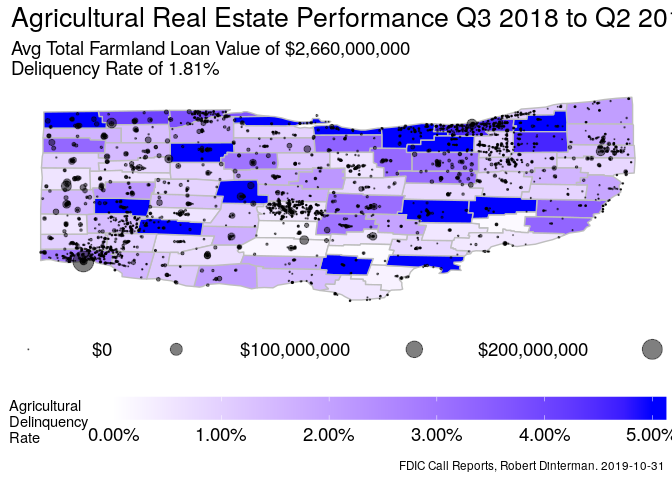 Agricultural Real Estate Performance Q3 2018 to Q2 201
Avg Total Farmland Loan Value of $2,660,000,000
Deliquency Rate of 1.81%
$0 $100,000,000 $200,000,000
Agricultural
Delinquency
Rate
0.00% 1.00% 2.00% 3.00% 4.00% 5.00%
FDIC Call Reports, Robert Dinterman. 2019-10-31